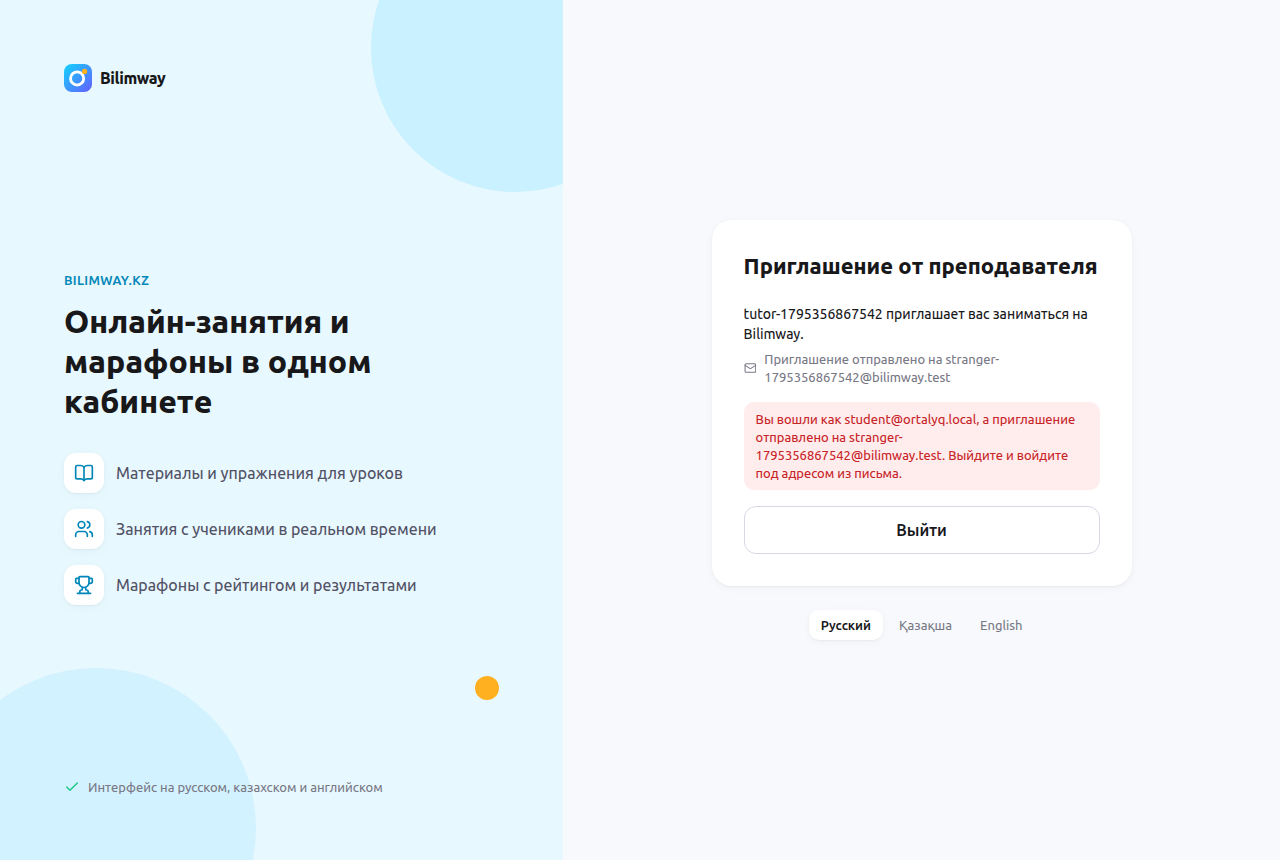 Bilimway
BILIMWAY.KZ
Онлайн-занятия и
марафоны в одном
кабинете
Материалы и упражнения для уроков
Занятия с учениками в реальном времени
Марафоны с рейтингом и результатами
Интерфейс на русском, казахском и английском
Приглашение от преподавателя
tutor-1795356867542 приглашает вас заниматься на
Bilimway.
Приглашение отправлено на stranger-
1795356867542@bilimway.test
Вы вошли как student@ortalyq.local, а приглашение
отправлено на stranger-
1795356867542@bilimway.test. Выйдите и войдите
под адресом из письма.
Выйти
Русский Қазақша English